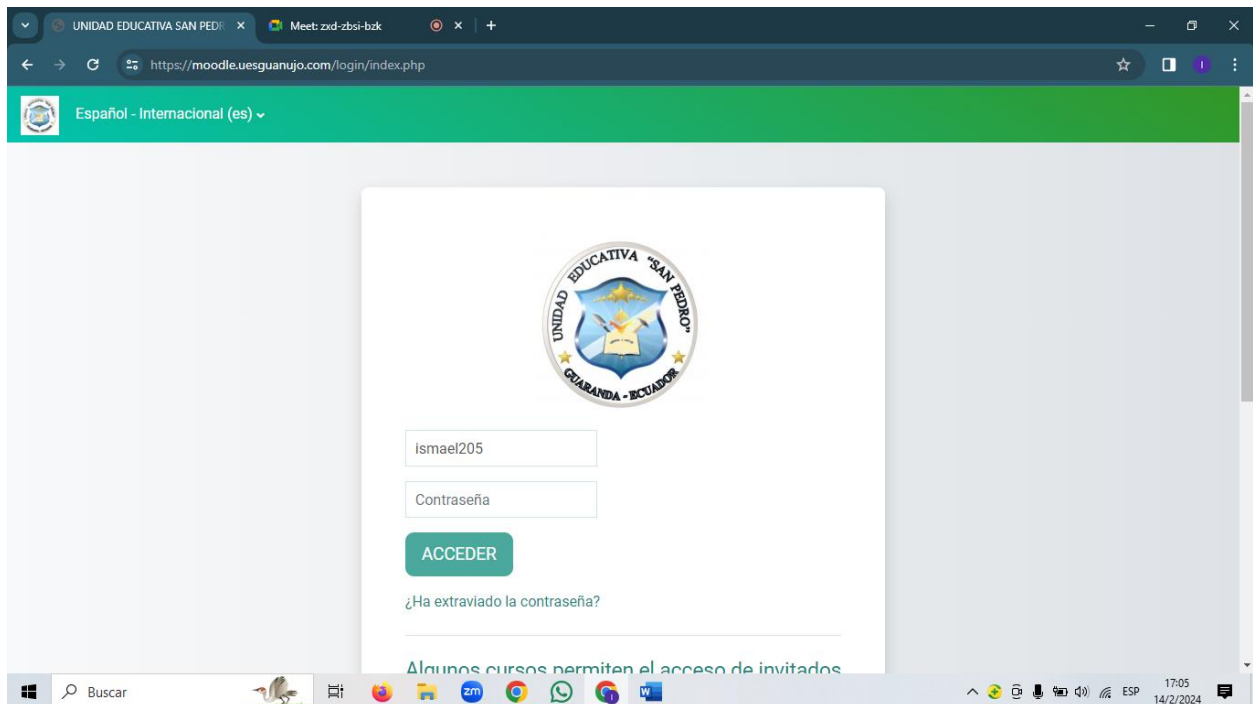 UNIDAD EDUCATIVA SAN PEDR
Meet: zxd-zbsi-bzk
https://moodle.uesguanujo.com/login/index.php
I
Español - Internacional (es)
UNIDAD EDUCATIVA "SAN PEDRO"
GUARANDA - ECUADOR
ismael205
Contraseña
ACCEDER
¿Ha extraviado la contraseña?
Algunos cursos permiten el acceso de invitados
Buscar
zm
W
ESP
17:05
14/2/2024